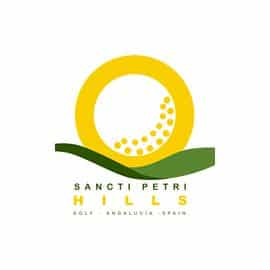 SANCTI PETRI
HILLS
GOLF · ANDALUCÍA · SPAIN